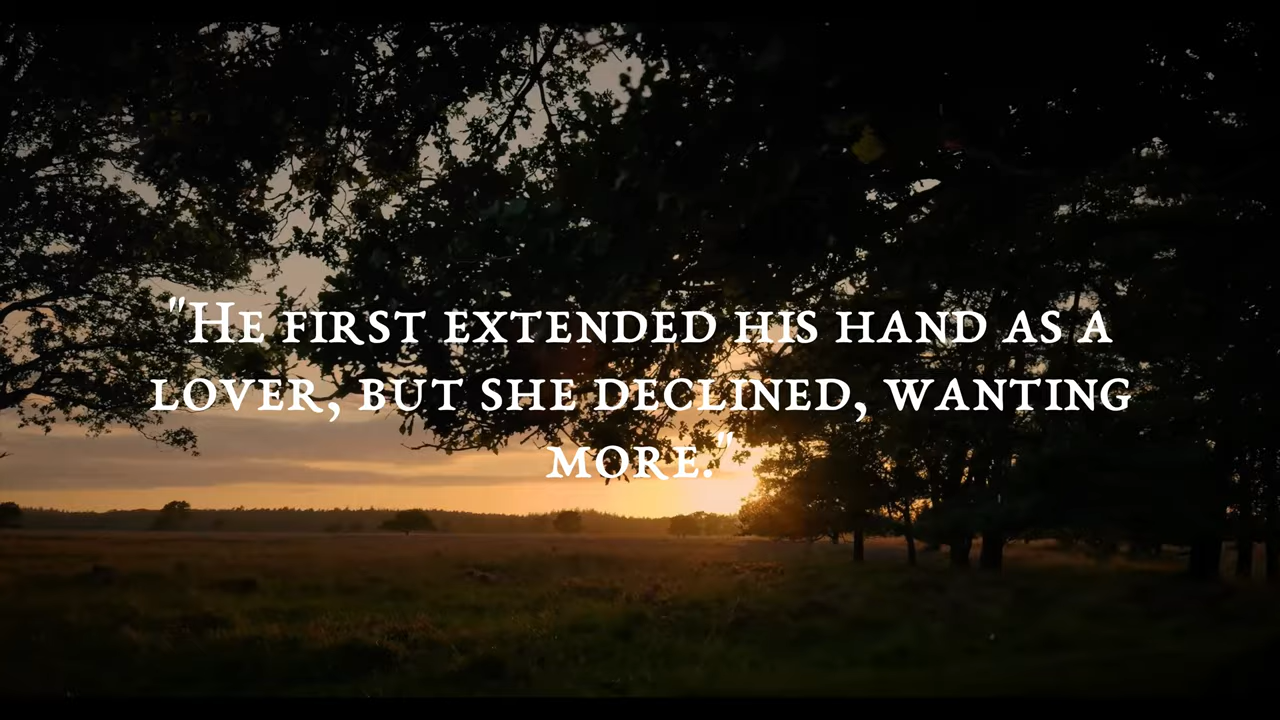 "He first extended his hand as a
lover, but she declined, wanting
more."